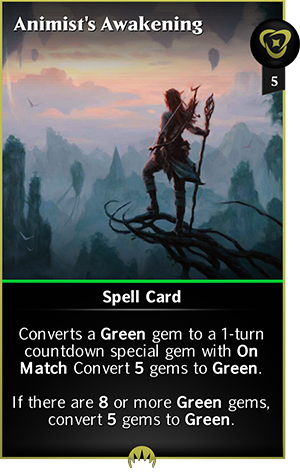 Animist's Awakening
5
Spell Card
Converts a Green gem to a 1-turn
countdown special gem with On
Match Convert 5 gems to Green.
If there are 8 or more Green gems,
convert 5 gems to Green.